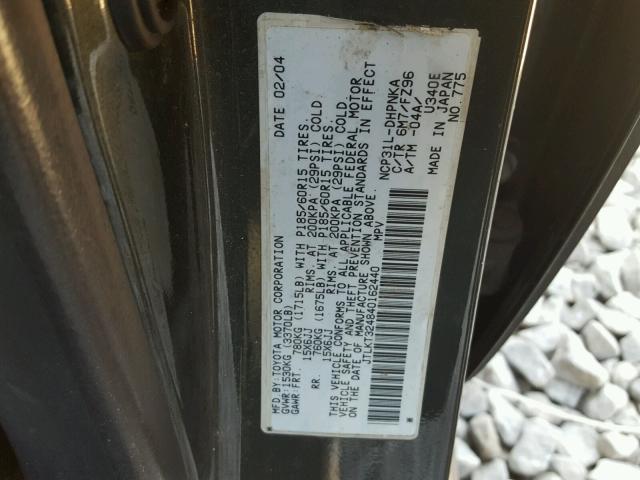 MFD.BY:TOYOTA MOTOR CORPORATION DATE 02/04
GVWR:1530KG (3370LB)
GAWR:FRT. 780KG (1715LB) WITH P185/60R15 TIRES.
15X6JJ RIMS. AT 200KPA (29PSI) COLD.
RR. 760KG (1675LB) WITH P185/60R15 TIRES.
15X6JJ RIMS. AT 200KPA (29PSI) COLD.
THIS VEHICLE CONFORMS TO ALL APPLICABLE FEDERAL MOTOR
VEHICLE SAFETY AND THEFT PREVENTION STANDARDS IN EFFECT
ON THE DATE OF MANUFACTURE SHOWN ABOVE.
JTLKT324840162440 MPV
NCP31L-DHPNKA
C/TR 6M7/FZ96
A/TM -04A/ U340E
MADE IN JAPAN
NO.775